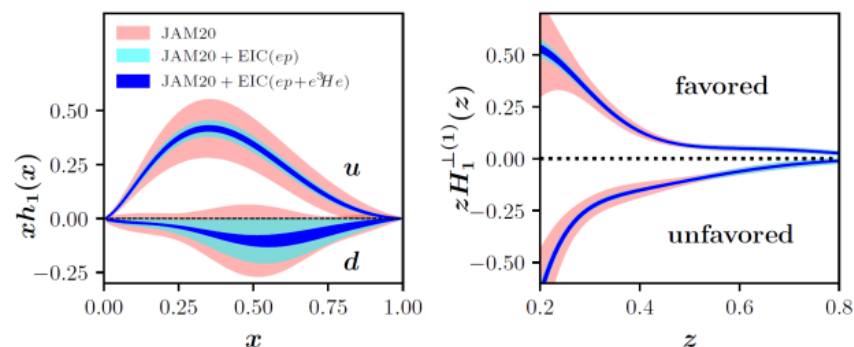 JAM20
JAM20 + EIC(ep)
JAM20 + EIC(ep+e³He)
0.50
0.25
0.00
−0.25
xh₁(x)
u
d
0.00
0.25
0.50
0.75
1.00
x
0.50
0.25
0.00
−0.25
−0.50
zH₁^⊥(1)(z)
favored
unfavored
0.2
0.4
0.6
0.8
z